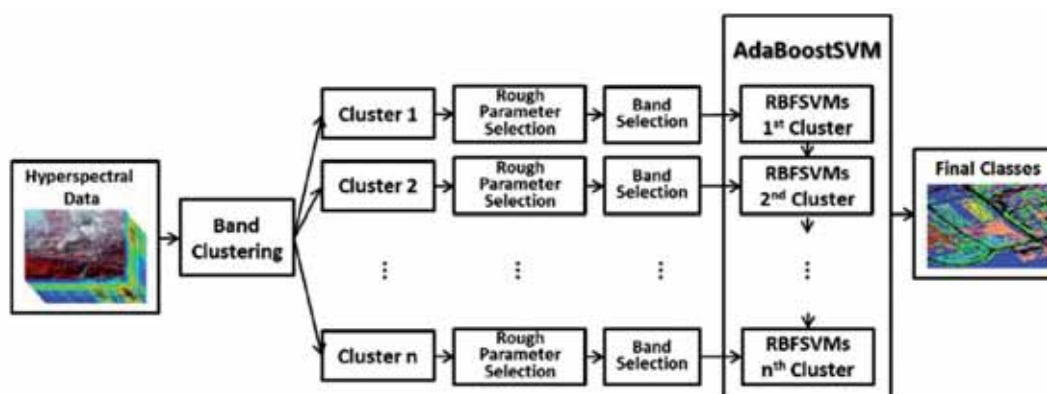 AdaBoostSVM
Hyperspectral
Data
Band
Clustering
Cluster 1
Rough
Parameter
Selection
Band
Selection
RBFSVMs
1st Cluster
Cluster 2
Rough
Parameter
Selection
Band
Selection
RBFSVMs
2nd Cluster
...
...
...
...
Cluster n
Rough
Parameter
Selection
Band
Selection
RBFSVMs
nth Cluster
Final Classes